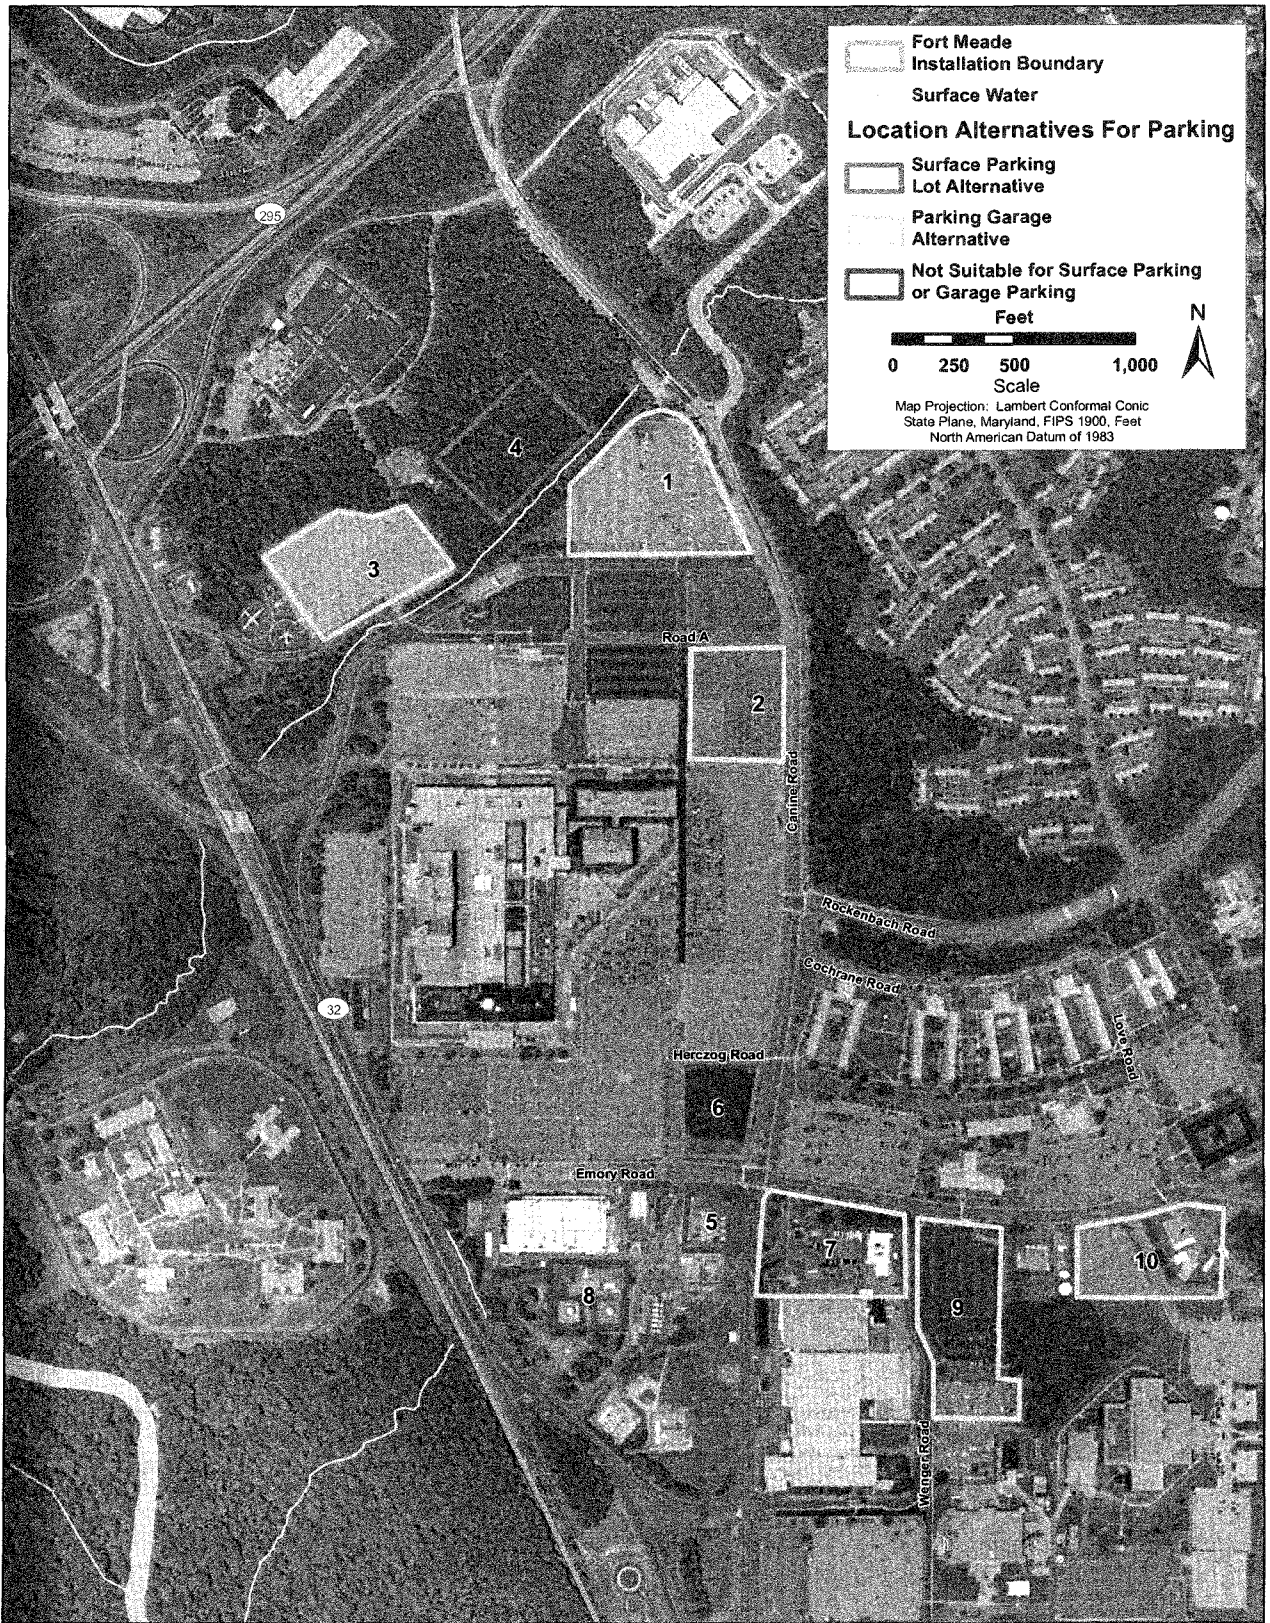 Fort Meade
Installation Boundary
Surface Water
Location Alternatives For Parking
Surface Parking
Lot Alternative
Parking Garage
Alternative
Not Suitable for Surface Parking
or Garage Parking
Feet
N
0 250 500 1,000
Scale
Map Projection: Lambert Conformal Conic
State Plane, Maryland, FIPS 1900, Feet
North American Datum of 1983
295
4
1
3
Road A
2
Canine Road
Rockenbach Road
Cochrane Road
32
Love Road
Herczog Road
6
Emory Road
5
7
10
8
9
Wenger Road